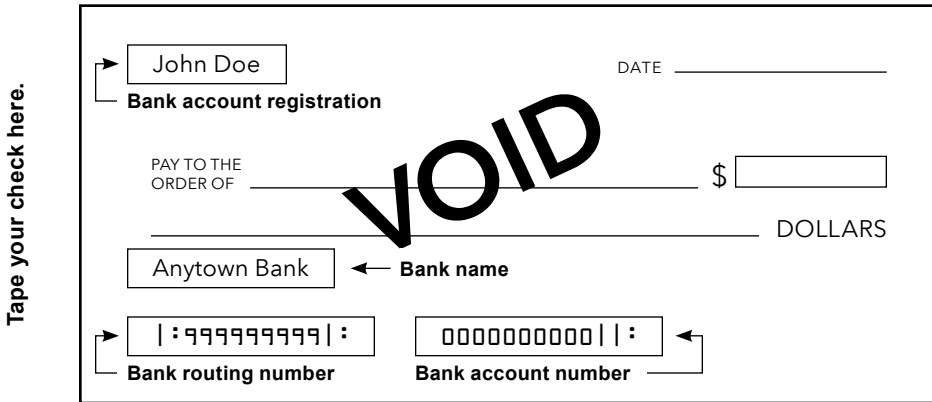 Tape your check here.
John Doe
DATE
Bank account registration
VOID
PAY TO THE
ORDER OF
$
DOLLARS
Anytown Bank
Bank name
|:999999999|:
0000000000||:
Bank routing number
Bank account number